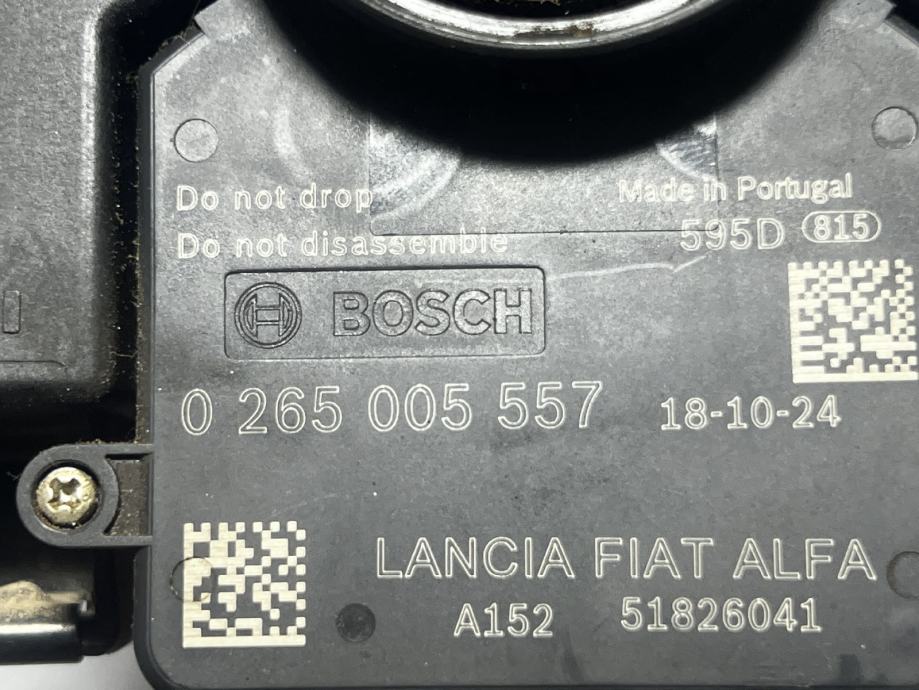 Do not drop
Made in Portugal
Do not disassemble
595D 815
BOSCH
0 265 005 557
18-10-24
LANCIA FIAT ALFA
A152 51826041